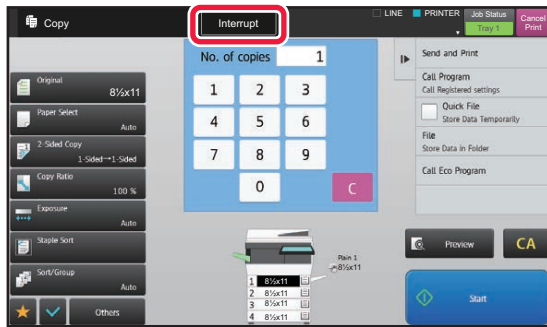 Copy
Interrupt
LINE
PRINTER
Job Status
Tray 1
Cancel
Print
Original
8½x11
Paper Select
Auto
2-Sided Copy
1-Sided→1-Sided
Copy Ratio
100 %
Exposure
Auto
Staple Sort
Sort/Group
Auto
Others
No. of copies 1
1 2 3
4 5 6
7 8 9
0 C
Pain 1
8½x11
1 8½x11
2 8½x11
3 8½x11
4 8½x11
Send and Print
Call Program
Call Registered settings
Quick File
Store Data Temporarily
File
Store Data in Folder
Call Eco Program
Preview
CA
Start